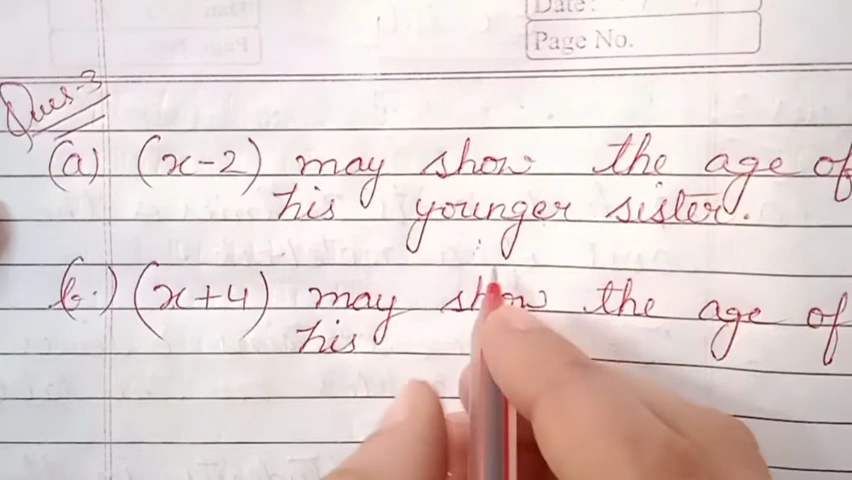 Date:
Page No.
Ques-3
(a) (x-2) may show the age of
his younger sister.
b.) (x+4) may show the age of
his